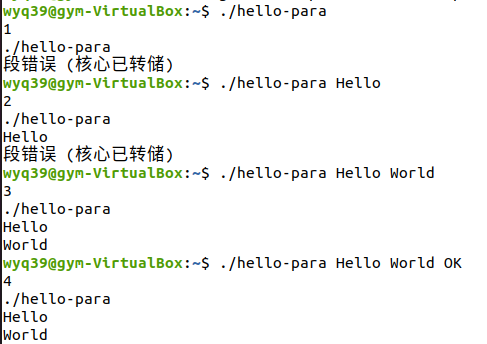 wyq39@gym-VirtualBox:~$ ./hello-para
1
./hello-para
段错误 (核心已转储)
wyq39@gym-VirtualBox:~$ ./hello-para Hello
2
./hello-para
Hello
段错误 (核心已转储)
wyq39@gym-VirtualBox:~$ ./hello-para Hello World
3
./hello-para
Hello
World
wyq39@gym-VirtualBox:~$ ./hello-para Hello World OK
4
./hello-para
Hello
World